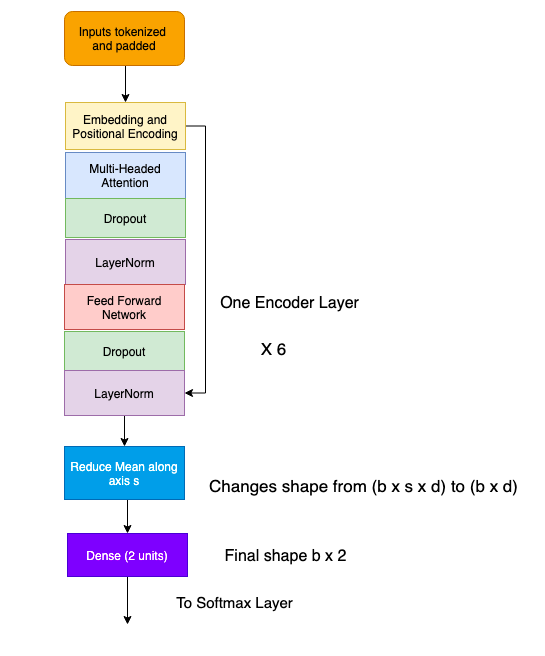 Inputs tokenized
and padded
Embedding and
Positional Encoding
Multi-Headed
Attention
Dropout
LayerNorm
Feed Forward
Network
One Encoder Layer
X 6
Dropout
LayerNorm
Reduce Mean along
axis s
Changes shape from (b x s x d) to (b x d)
Dense (2 units)
Final shape b x 2
To Softmax Layer